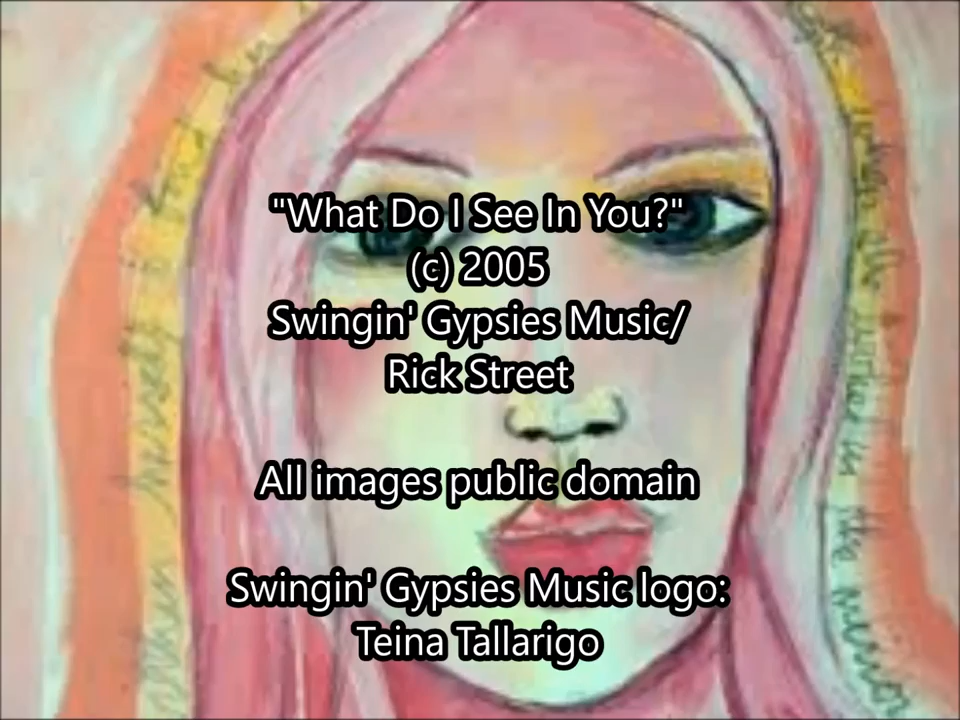 "What Do I See In You?"
(c) 2005
Swingin' Gypsies Music/
Rick Street
All images public domain
Swingin' Gypsies Music logo:
Teina Tallarigo